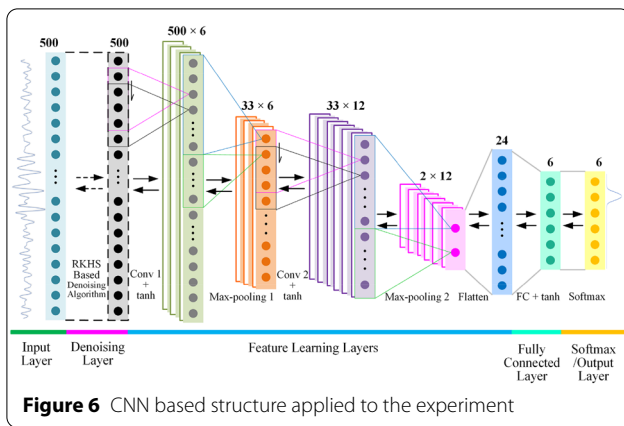 500
500
500 × 6
33 × 6
33 × 12
2 × 12
24
6
6
RKHS
Based
Denoising
Algorithm
Conv 1
+
tanh
Max-pooling 1
Conv 2
+
tanh
Max-pooling 2
Flatten
FC + tanh
Softmax
Input
Layer
Denoising
Layer
Feature Learning Layers
Fully
Connected
Layer
Softmax
/Output
Layer
Figure 6 CNN based structure applied to the experiment